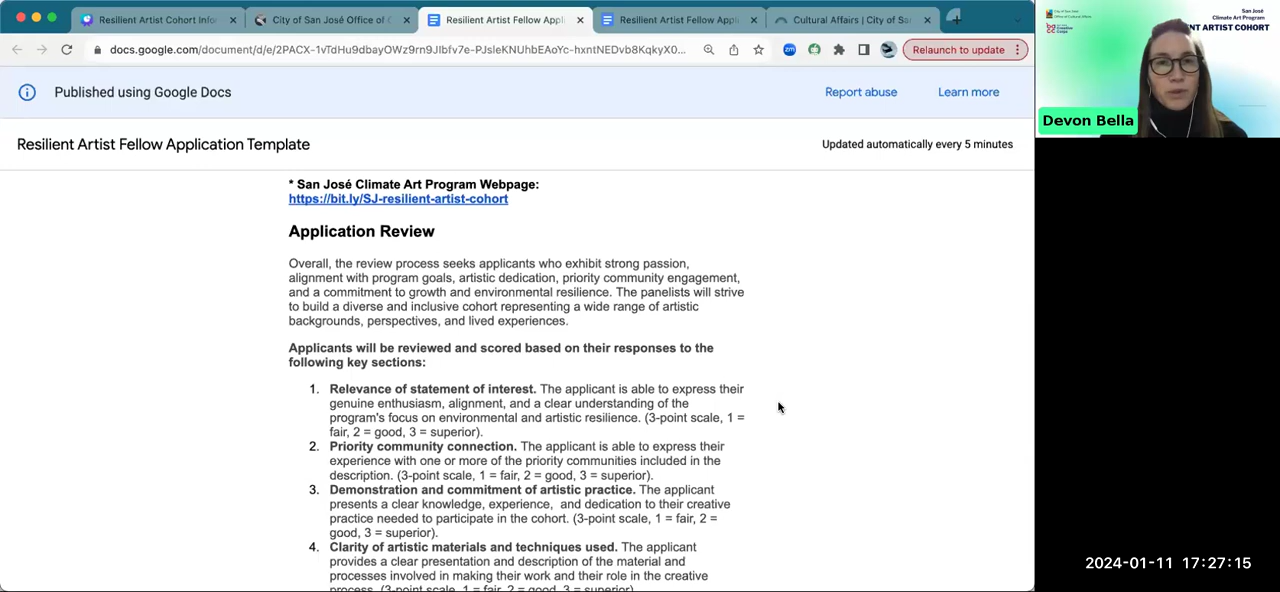 Resilient Artist Cohort Info
City of San José Office of C
Resilient Artist Fellow Appli
Resilient Artist Fellow Appl
Cultural Affairs | City of Sa
docs.google.com/document/d/e/2PACX-1vTdHu9dbayOWz9rn9JIbfv7e-PJsleKNUhbEAoYc-hxntNEDvb8KqkyX0...
Relaunch to update
Published using Google Docs
Report abuse
Learn more
Resilient Artist Fellow Application Template
Updated automatically every 5 minutes
* San José Climate Art Program Webpage:
https://bit.ly/SJ-resilient-artist-cohort
Application Review
Overall, the review process seeks applicants who exhibit strong passion,
alignment with program goals, artistic dedication, priority community engagement,
and a commitment to growth and environmental resilience. The panelists will strive
to build a diverse and inclusive cohort representing a wide range of artistic
backgrounds, perspectives, and lived experiences.
Applicants will be reviewed and scored based on their responses to the
following key sections:
1. Relevance of statement of interest. The applicant is able to express their
genuine enthusiasm, alignment, and a clear understanding of the
program's focus on environmental and artistic resilience. (3-point scale, 1 =
fair, 2 = good, 3 = superior).
2. Priority community connection. The applicant is able to express their
experience with one or more of the priority communities included in the
description. (3-point scale, 1 = fair, 2 = good, 3 = superior).
3. Demonstration and commitment of artistic practice. The applicant
presents a clear knowledge, experience, and dedication to their creative
practice needed to participate in the cohort. (3-point scale, 1 = fair, 2 =
good, 3 = superior).
4. Clarity of artistic materials and techniques used. The applicant
provides a clear presentation and description of the material and
processes involved in making their work and their role in the creative
process. (3-point scale, 1 = fair, 2 = good, 3 = superior)
San José
Climate Art Program
NT ARTIST COHORT
Devon Bella
2024-01-11 17:27:15